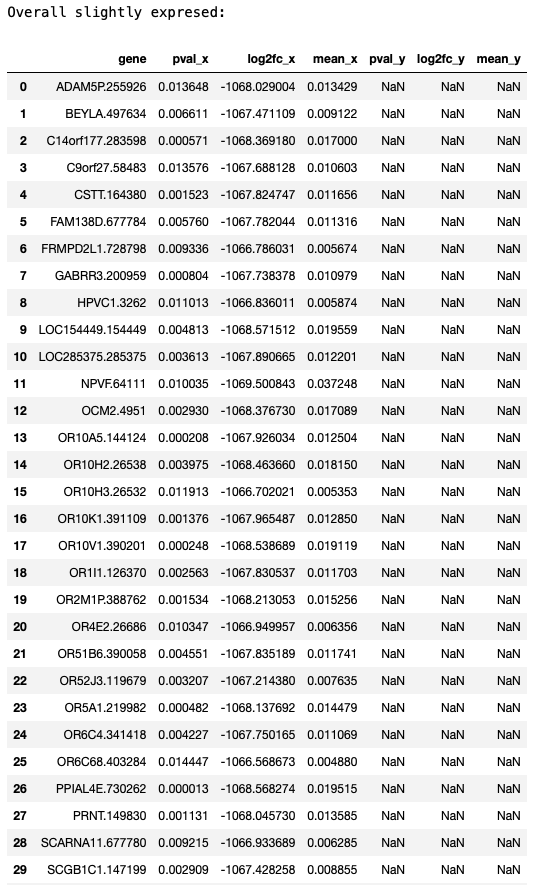 Overall slightly expresed:
gene pval_x log2fc_x mean_x pval_y log2fc_y mean_y
0 ADAM5P.255926 0.013648 -1068.029004 0.013429 NaN NaN NaN
1 BEYLA.497634 0.006611 -1067.471109 0.009122 NaN NaN NaN
2 C14orf177.283598 0.000571 -1068.369180 0.017000 NaN NaN NaN
3 C9orf27.58483 0.013576 -1067.688128 0.010603 NaN NaN NaN
4 CSTT.164380 0.001523 -1067.824747 0.011656 NaN NaN NaN
5 FAM138D.677784 0.005760 -1067.782044 0.011316 NaN NaN NaN
6 FRMPD2L1.728798 0.009336 -1066.786031 0.005674 NaN NaN NaN
7 GABRR3.200959 0.000804 -1067.738378 0.010979 NaN NaN NaN
8 HPVC1.3262 0.011013 -1066.836011 0.005874 NaN NaN NaN
9 LOC154449.154449 0.004813 -1068.571512 0.019559 NaN NaN NaN
10 LOC285375.285375 0.003613 -1067.890665 0.012201 NaN NaN NaN
11 NPVF.64111 0.010035 -1069.500843 0.037248 NaN NaN NaN
12 OCM2.4951 0.002930 -1068.376730 0.017089 NaN NaN NaN
13 OR10A5.144124 0.000208 -1067.926034 0.012504 NaN NaN NaN
14 OR10H2.26538 0.003975 -1068.463660 0.018150 NaN NaN NaN
15 OR10H3.26532 0.011913 -1066.702021 0.005353 NaN NaN NaN
16 OR10K1.391109 0.001376 -1067.965487 0.012850 NaN NaN NaN
17 OR10V1.390201 0.000248 -1068.538689 0.019119 NaN NaN NaN
18 OR1I1.126370 0.002563 -1067.830537 0.011703 NaN NaN NaN
19 OR2M1P.388762 0.001534 -1068.213053 0.015256 NaN NaN NaN
20 OR4E2.26686 0.010347 -1066.949957 0.006356 NaN NaN NaN
21 OR51B6.390058 0.004551 -1067.835189 0.011741 NaN NaN NaN
22 OR52J3.119679 0.003207 -1067.214380 0.007635 NaN NaN NaN
23 OR5A1.219982 0.000482 -1068.137692 0.014479 NaN NaN NaN
24 OR6C4.341418 0.004227 -1067.750165 0.011069 NaN NaN NaN
25 OR6C68.403284 0.014447 -1066.568673 0.004880 NaN NaN NaN
26 PPIAL4E.730262 0.000013 -1068.568274 0.019515 NaN NaN NaN
27 PRNT.149830 0.001131 -1068.045730 0.013585 NaN NaN NaN
28 SCARNA11.677780 0.009215 -1066.933689 0.006285 NaN NaN NaN
29 SCGB1C1.147199 0.002909 -1067.428258 0.008855 NaN NaN NaN